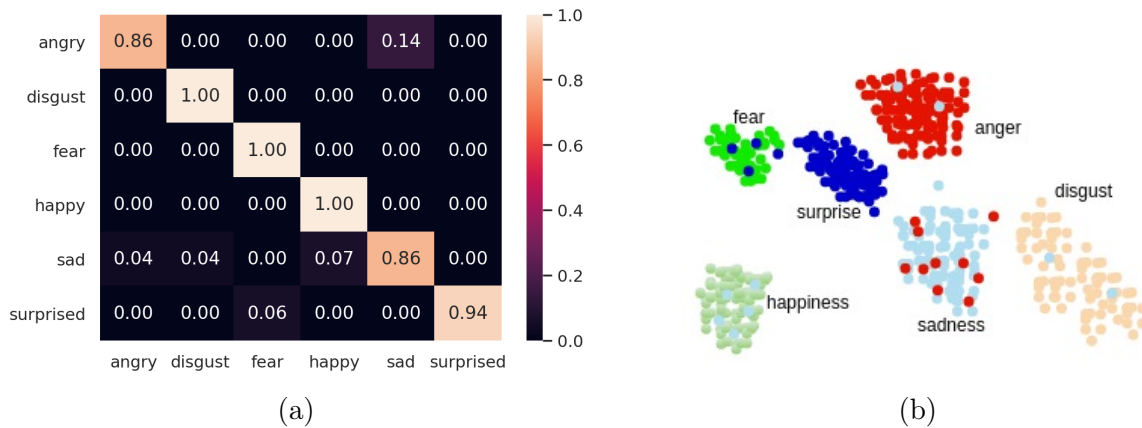 angry 0.86 0.00 0.00 0.00 0.14 0.00
disgust 0.00 1.00 0.00 0.00 0.00 0.00
fear 0.00 0.00 1.00 0.00 0.00 0.00
happy 0.00 0.00 0.00 1.00 0.00 0.00
sad 0.04 0.04 0.00 0.07 0.86 0.00
surprised 0.00 0.00 0.06 0.00 0.00 0.94
angry disgust fear happy sad surprised
1.0
0.8
0.6
0.4
0.2
0.0
(a)
fear
anger
surprise
disgust
happiness
sadness
(b)